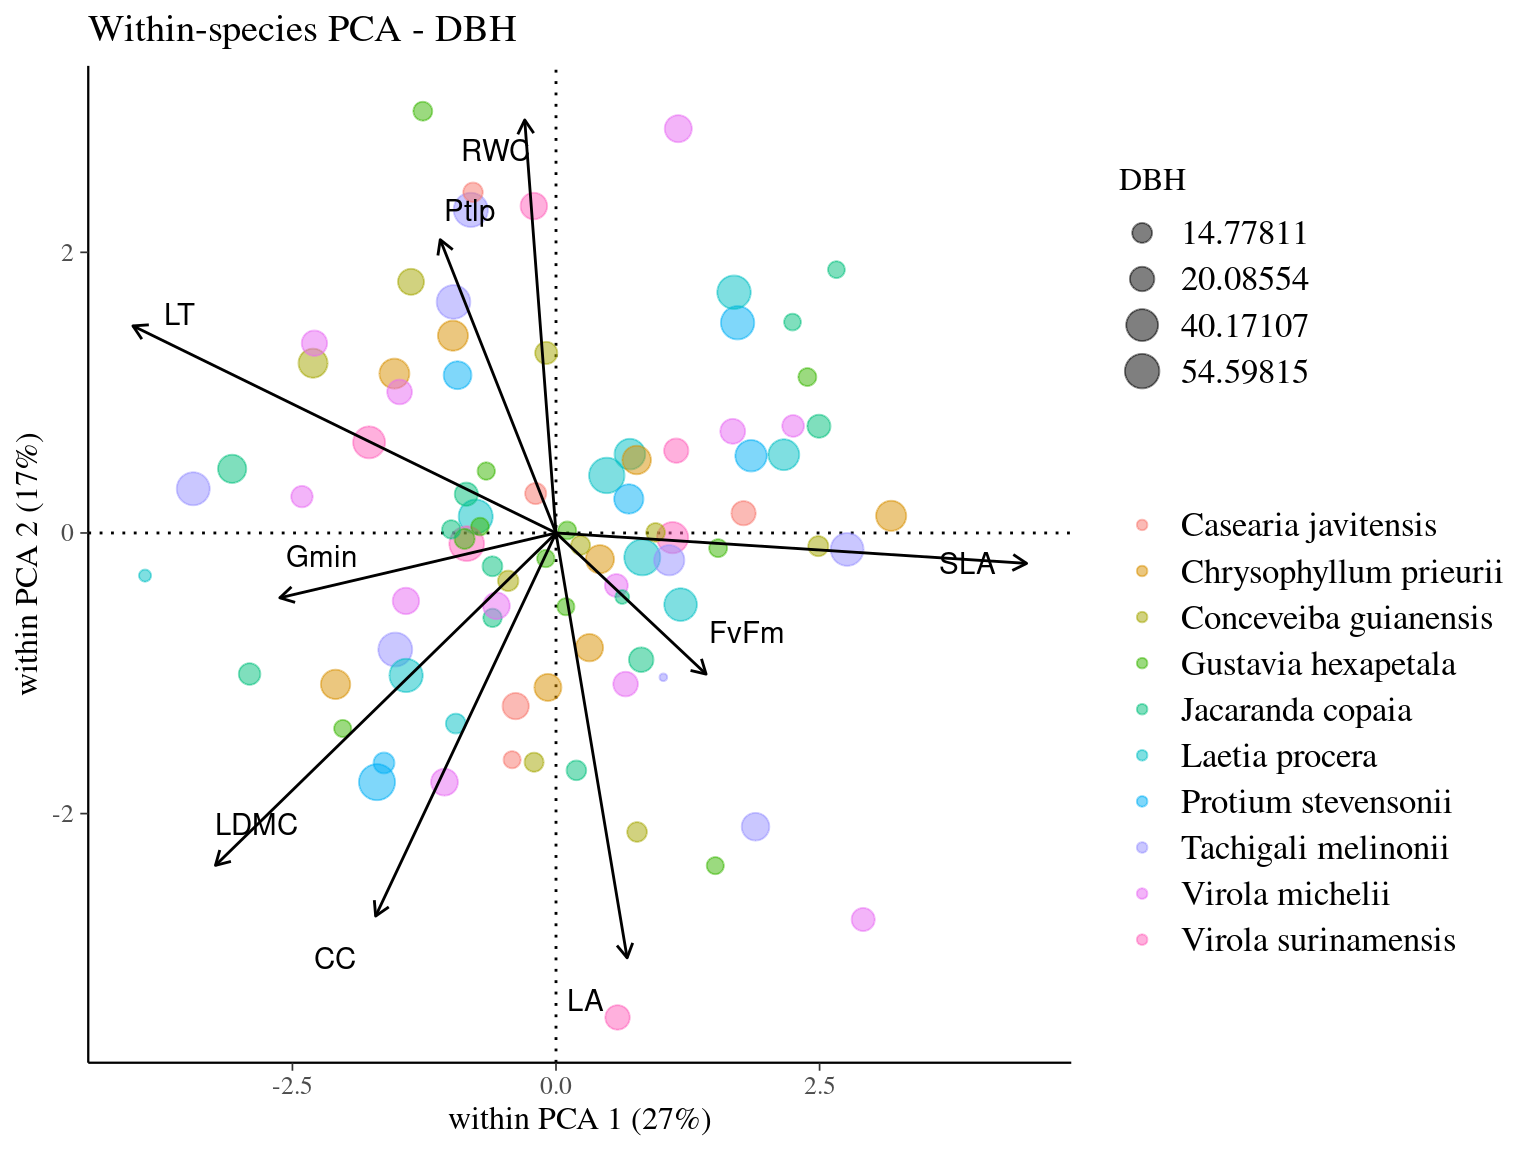 Within-species PCA - DBH
RWC
Ptlp
LT
Gmin
SLA
FvFm
LDMC
CC
LA
2
0
-2
-2.5
0.0
2.5
within PCA 1 (27%)
within PCA 2 (17%)
DBH
14.77811
20.08554
40.17107
54.59815
Casearia javitensis
Chrysophyllum prieurii
Conceveiba guianensis
Gustavia hexapetala
Jacaranda copaia
Laetia procera
Protium stevensonii
Tachigali melinonii
Virola michelii
Virola surinamensis